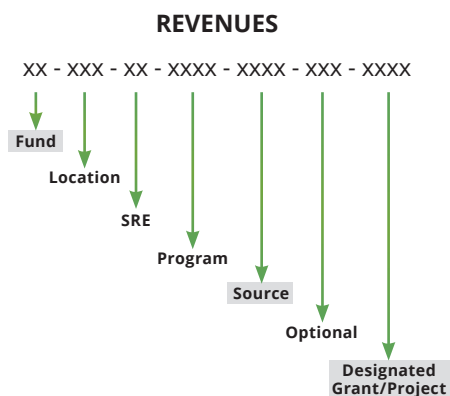 REVENUES
XX - XXX - XX - XXXX - XXXX - XXX - XXXX
Fund
Location
SRE
Program
Source
Optional
Designated
Grant/Project